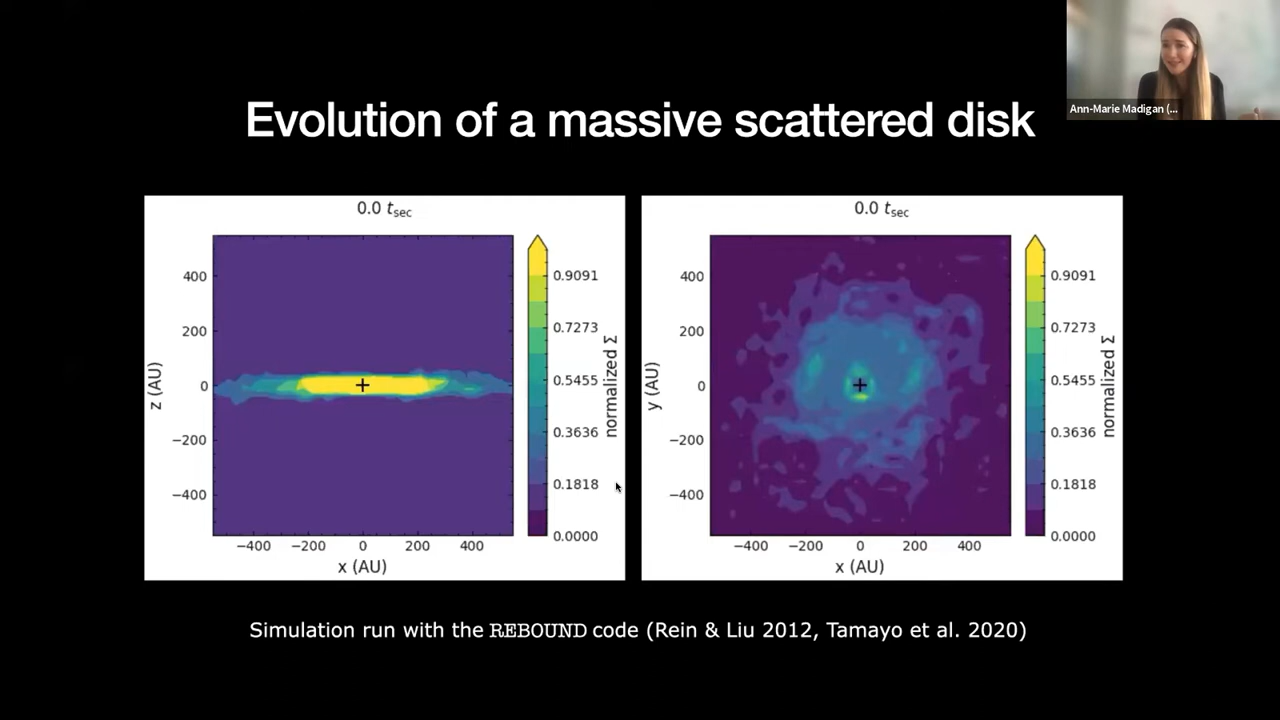 Ann-Marie Madigan (...
Evolution of a massive scattered disk
0.0 tsec
400
200
0
−200
−400
z (AU)
−400 −200 0 200 400
x (AU)
0.9091
0.7273
0.5455
0.3636
0.1818
0.0000
normalized Σ
0.0 tsec
400
200
0
−200
−400
y (AU)
−400 −200 0 200 400
x (AU)
0.9091
0.7273
0.5455
0.3636
0.1818
0.0000
normalized Σ
Simulation run with the REBOUND code (Rein & Liu 2012, Tamayo et al. 2020)